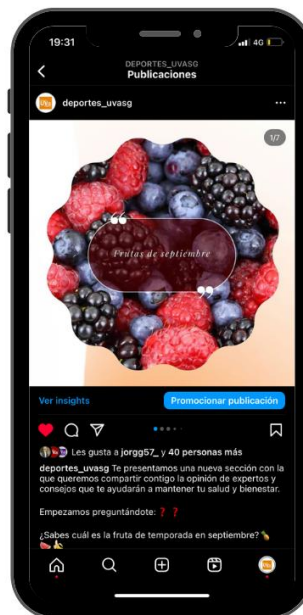 19:31
4G
DEPORTES_UVASG
Publicaciones
deportes_uvasg
1/7
Frutas de septiembre
Ver insights
Promocionar publicación
Les gusta a jorgg57_ y 40 personas más
deportes_uvasg Te presentamos una nueva sección con la
que queremos compartir contigo la opinión de expertos y
consejos que te ayudarán a mantener tu salud y bienestar.
Empezamos preguntándote: ❓❓
¿Sabes cuál es la fruta de temporada en septiembre?🍍
🍉🍌